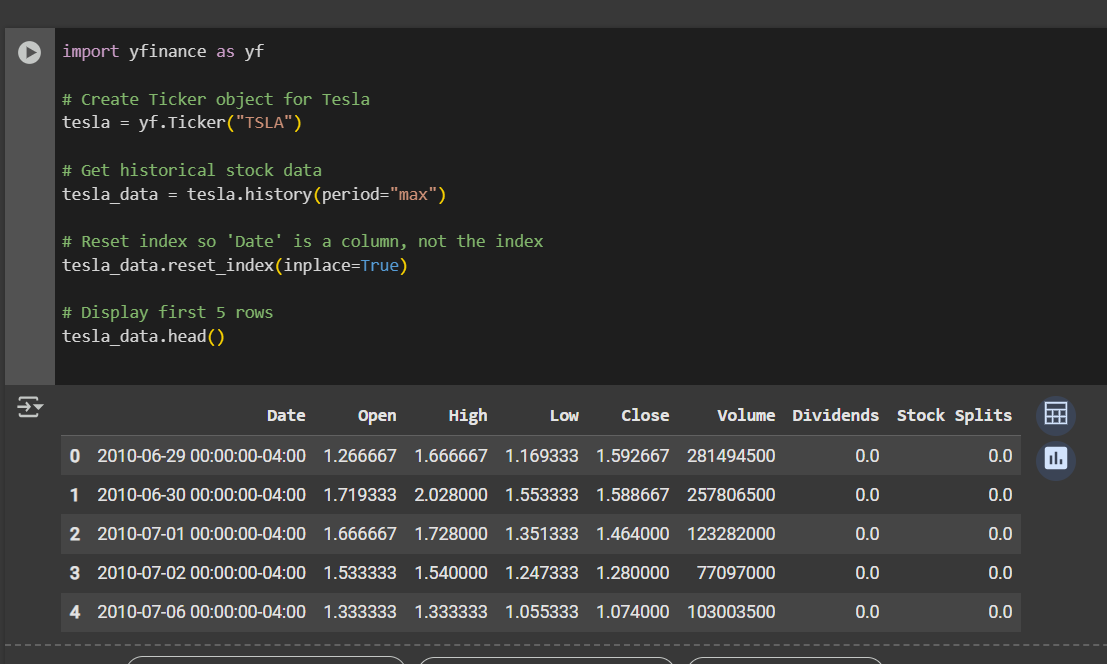 import yfinance as yf
# Create Ticker object for Tesla
tesla = yf.Ticker("TSLA")
# Get historical stock data
tesla_data = tesla.history(period="max")
# Reset index so 'Date' is a column, not the index
tesla_data.reset_index(inplace=True)
# Display first 5 rows
tesla_data.head()
Date Open High Low Close Volume Dividends Stock Splits
0 2010-06-29 00:00:00-04:00 1.266667 1.666667 1.169333 1.592667 281494500 0.0 0.0
1 2010-06-30 00:00:00-04:00 1.719333 2.028000 1.553333 1.588667 257806500 0.0 0.0
2 2010-07-01 00:00:00-04:00 1.666667 1.728000 1.351333 1.464000 123282000 0.0 0.0
3 2010-07-02 00:00:00-04:00 1.533333 1.540000 1.247333 1.280000 77097000 0.0 0.0
4 2010-07-06 00:00:00-04:00 1.333333 1.333333 1.055333 1.074000 103003500 0.0 0.0